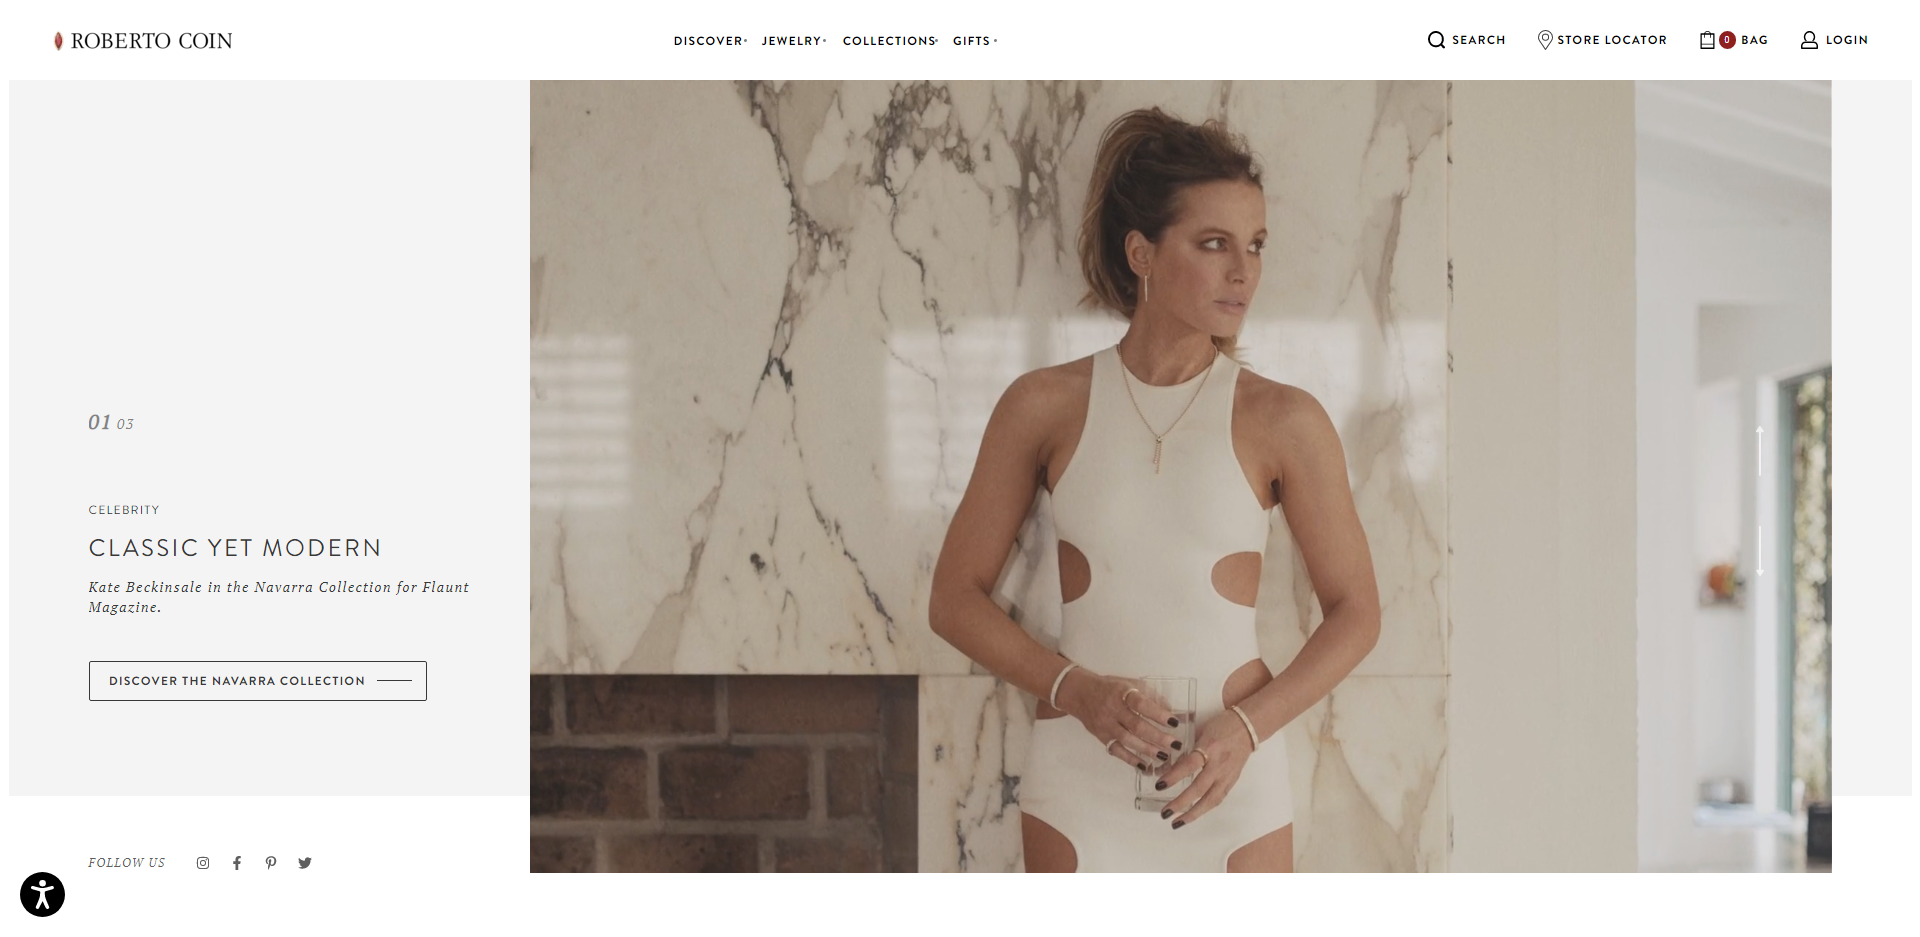 ROBERTO COIN
DISCOVER
JEWELRY
COLLECTIONS
GIFTS
SEARCH
STORE LOCATOR
0 BAG
LOGIN
01 03
CELEBRITY
CLASSIC YET MODERN
Kate Beckinsale in the Navarra Collection for Flaunt
Magazine.
DISCOVER THE NAVARRA COLLECTION
FOLLOW US